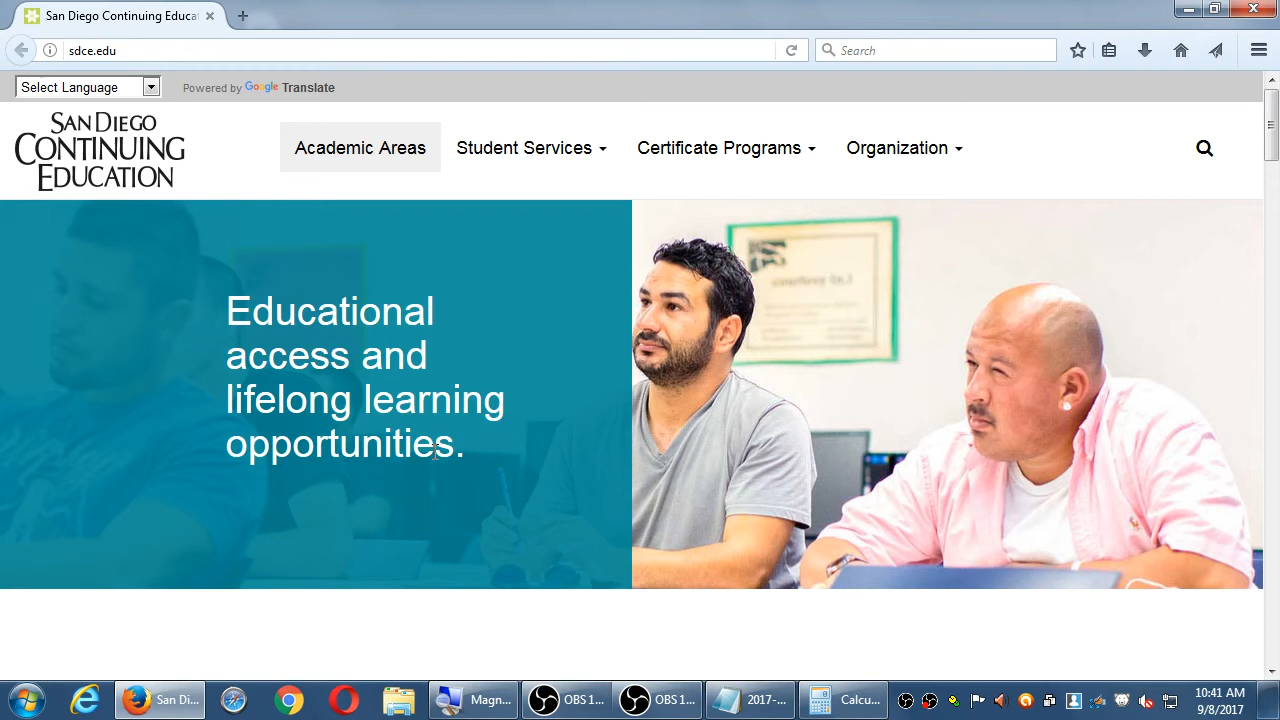 San Diego Continuing Educat
sdce.edu
Search
Select Language
Powered by Google Translate
SAN DIEGO
CONTINUING
EDUCATION
Academic Areas
Student Services
Certificate Programs
Organization
Educational
access and
lifelong learning
opportunities.
San Di...
Magn...
OBS 1...
OBS 1...
2017-...
Calcu...
10:41 AM
9/8/2017